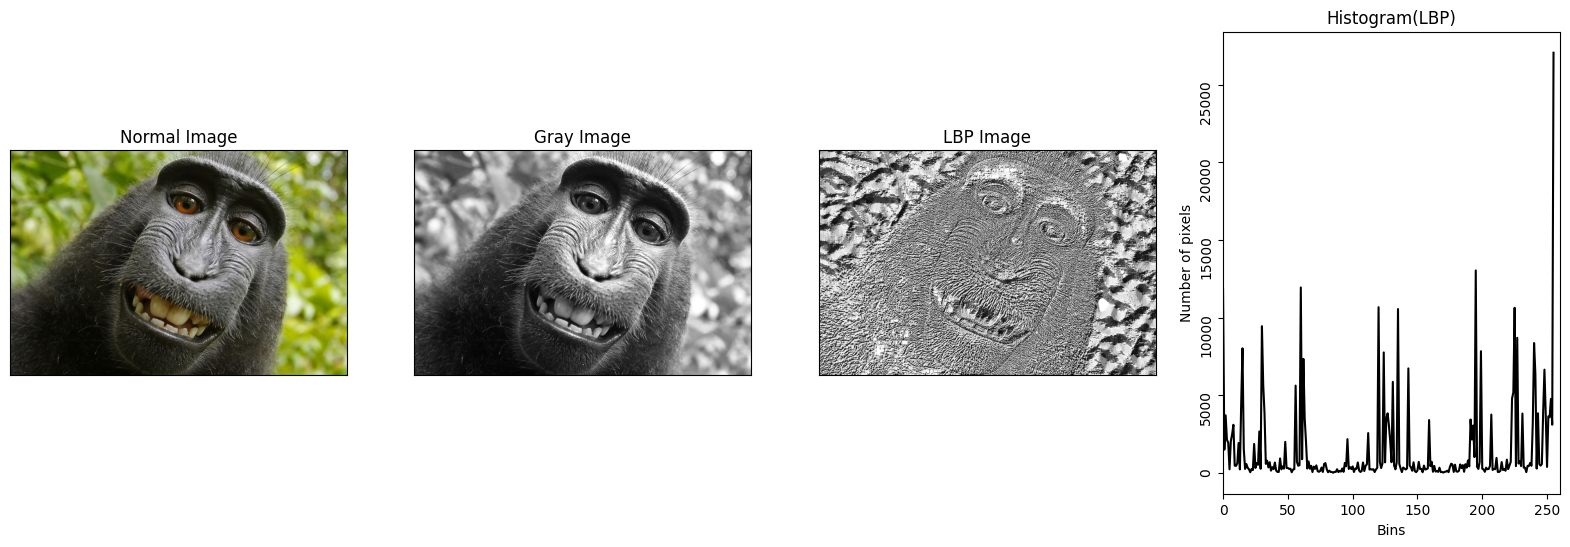 Normal Image
Gray Image
LBP Image
Histogram(LBP)
Number of pixels
25000
20000
15000
10000
5000
0
0 50 100 150 200 250
Bins